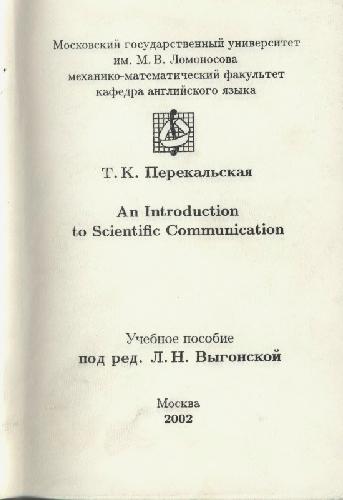 Московский государственный университет
им. М. В. Ломоносова
механико-математический факультет
кафедра английского языка
Т. К. Перекальская
An Introduction
to Scientific Communication
Учебное пособие
под ред. Л. Н. Выгонской
Москва
2002